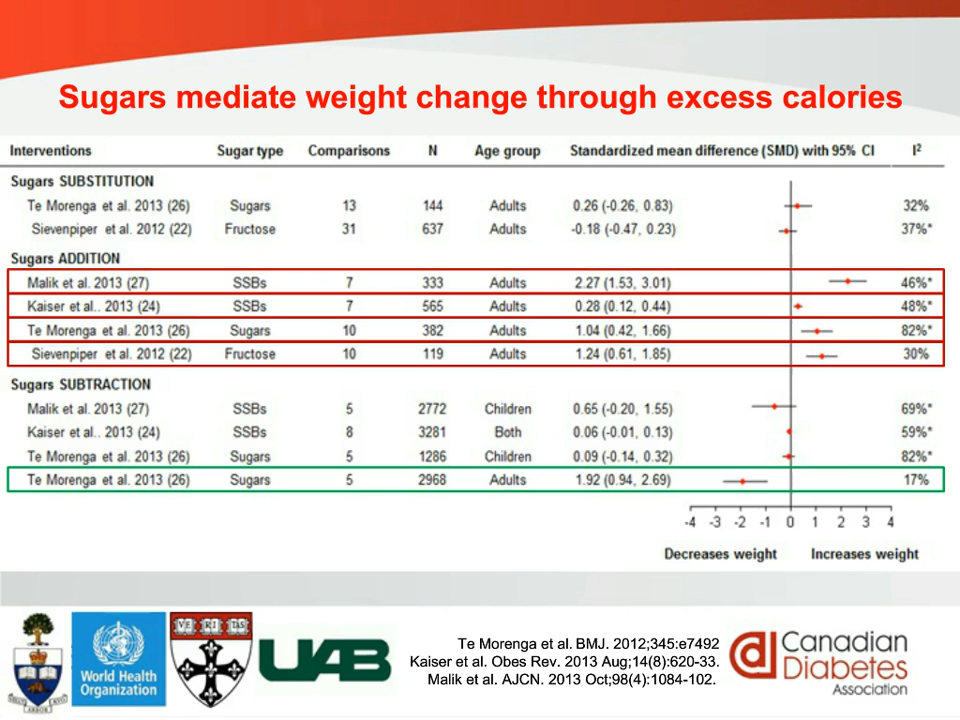 Sugars mediate weight change through excess calories
Interventions Sugar type Comparisons N Age group Standardized mean difference (SMD) with 95% CI I²
Sugars SUBSTITUTION
Te Morenga et al. 2013 (26) Sugars 13 144 Adults 0.26 (-0.26, 0.83) 32%
Sievenpiper et al. 2012 (22) Fructose 31 637 Adults -0.18 (-0.47, 0.23) 37%*
Sugars ADDITION
Malik et al. 2013 (27) SSBs 7 333 Adults 2.27 (1.53, 3.01) 46%*
Kaiser et al.. 2013 (24) SSBs 7 565 Adults 0.28 (0.12, 0.44) 48%*
Te Morenga et al. 2013 (26) Sugars 10 382 Adults 1.04 (0.42, 1.66) 82%*
Sievenpiper et al. 2012 (22) Fructose 10 119 Adults 1.24 (0.61, 1.85) 30%
Sugars SUBTRACTION
Malik et al. 2013 (27) SSBs 5 2772 Children 0.65 (-0.20, 1.55) 69%*
Kaiser et al.. 2013 (24) SSBs 8 3281 Both 0.06 (-0.01, 0.13) 59%*
Te Morenga et al. 2013 (26) Sugars 5 1286 Children 0.09 (-0.14, 0.32) 82%*
Te Morenga et al. 2013 (26) Sugars 5 2968 Adults 1.92 (0.94, 2.69) 17%
-4 -3 -2 -1 0 1 2 3 4
Decreases weight Increases weight
VE RI TAS
World Health
Organization
UAB
Te Morenga et al. BMJ. 2012;345:e7492
Kaiser et al. Obes Rev. 2013 Aug;14(8):620-33.
Malik et al. AJCN. 2013 Oct;98(4):1084-102.
Canadian
Diabetes
Association